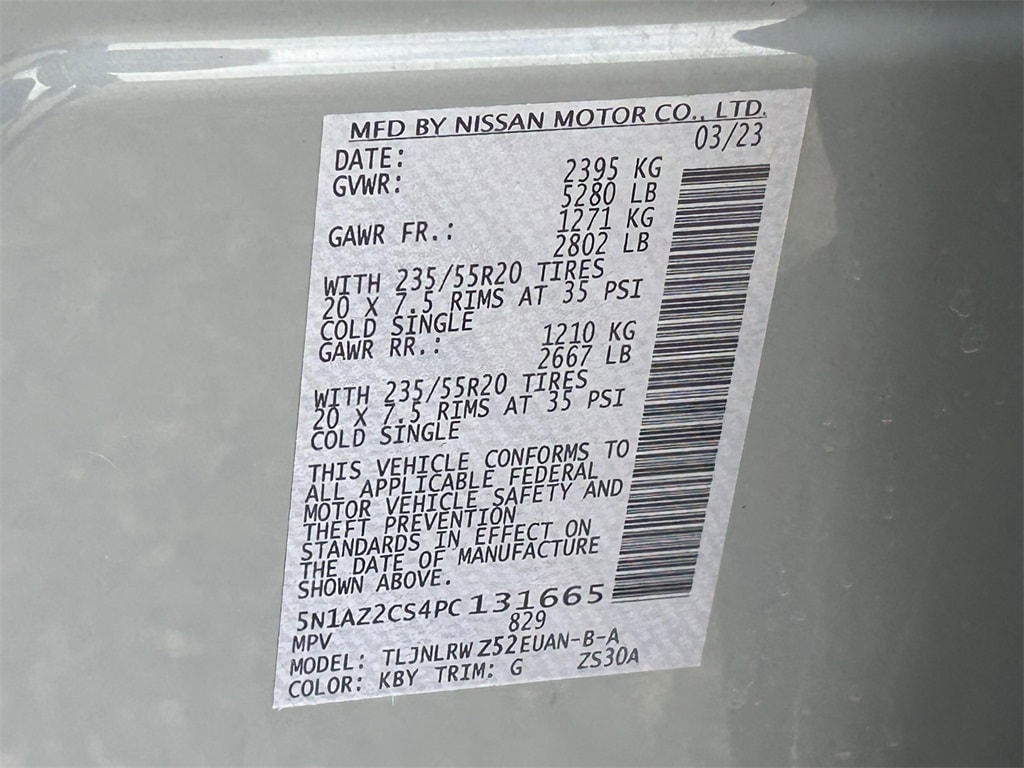 MFD BY NISSAN MOTOR CO., LTD.
DATE: 03/23
GVWR: 2395 KG
5280 LB
GAWR FR.: 1271 KG
2802 LB
WITH 235/55R20 TIRES
20 X 7.5 RIMS AT 35 PSI
COLD SINGLE
GAWR RR.: 1210 KG
2667 LB
WITH 235/55R20 TIRES
20 X 7.5 RIMS AT 35 PSI
COLD SINGLE
THIS VEHICLE CONFORMS TO
ALL APPLICABLE FEDERAL
MOTOR VEHICLE SAFETY AND
THEFT PREVENTION
STANDARDS IN EFFECT ON
THE DATE OF MANUFACTURE
SHOWN ABOVE.
5N1AZ2CS4PC131665
MPV 829
MODEL: TLJNLRW Z52EUAN-B-A
COLOR: KBY TRIM: G ZS30A